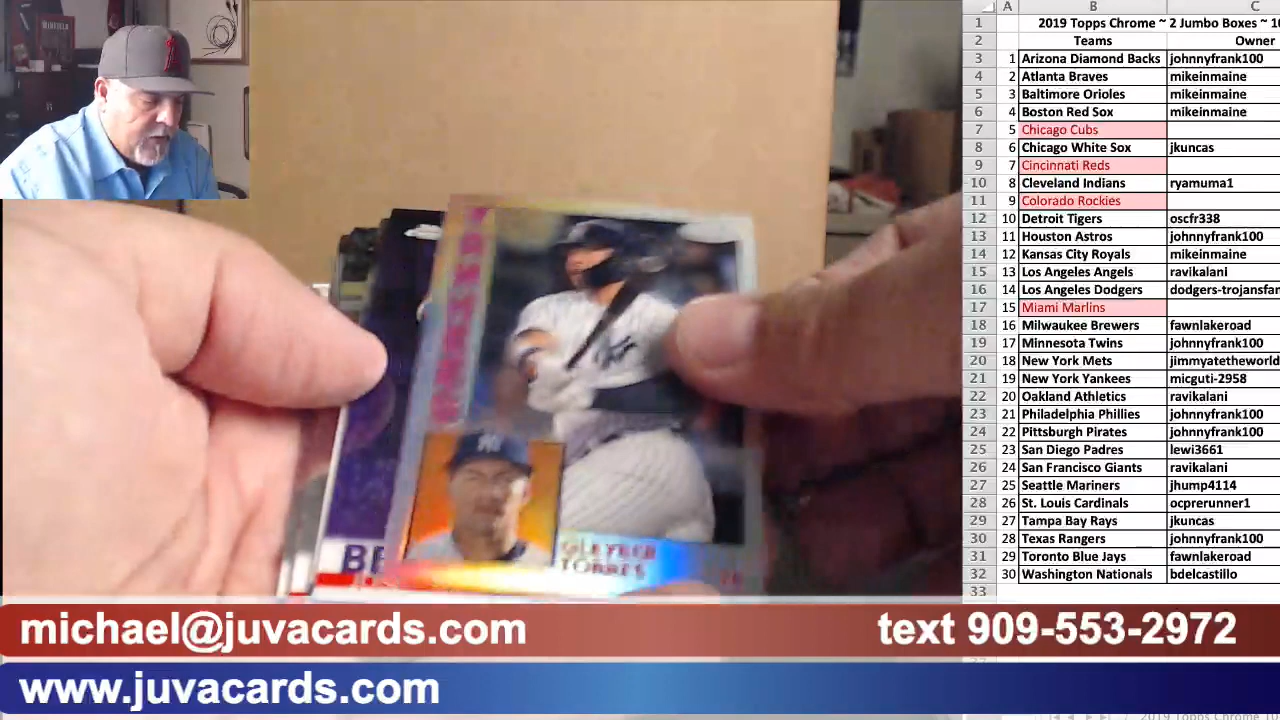 A B C
1 2019 Topps Chrome ~ 2 Jumbo Boxes ~
2 Teams Owner
3 1 Arizona Diamond Backs johnnyfrank100
4 2 Atlanta Braves mikeinmaine
5 3 Baltimore Orioles mikeinmaine
6 4 Boston Red Sox mikeinmaine
7 5 Chicago Cubs
8 6 Chicago White Sox jkuncas
9 7 Cincinnati Reds
10 8 Cleveland Indians ryamuma1
11 9 Colorado Rockies
12 10 Detroit Tigers oscfr338
13 11 Houston Astros johnnyfrank100
14 12 Kansas City Royals mikeinmaine
15 13 Los Angeles Angels ravikalani
16 14 Los Angeles Dodgers dodgers-trojansfan
17 15 Miami Marlins
18 16 Milwaukee Brewers fawnlakeroad
19 17 Minnesota Twins johnnyfrank100
20 18 New York Mets jimmyatetheworld
21 19 New York Yankees micguti-2958
22 20 Oakland Athletics ravikalani
23 21 Philadelphia Phillies johnnyfrank100
24 22 Pittsburgh Pirates johnnyfrank100
25 23 San Diego Padres lewi3661
26 24 San Francisco Giants ravikalani
27 25 Seattle Mariners jhump4114
28 26 St. Louis Cardinals ocprerunner1
29 27 Tampa Bay Rays jkuncas
30 28 Texas Rangers johnnyfrank100
31 29 Toronto Blue Jays fawnlakeroad
32 30 Washington Nationals bdelcastillo
33
YANKEES
GLEYBER
TORRES
michael@juvacards.com
text 909-553-2972
www.juvacards.com